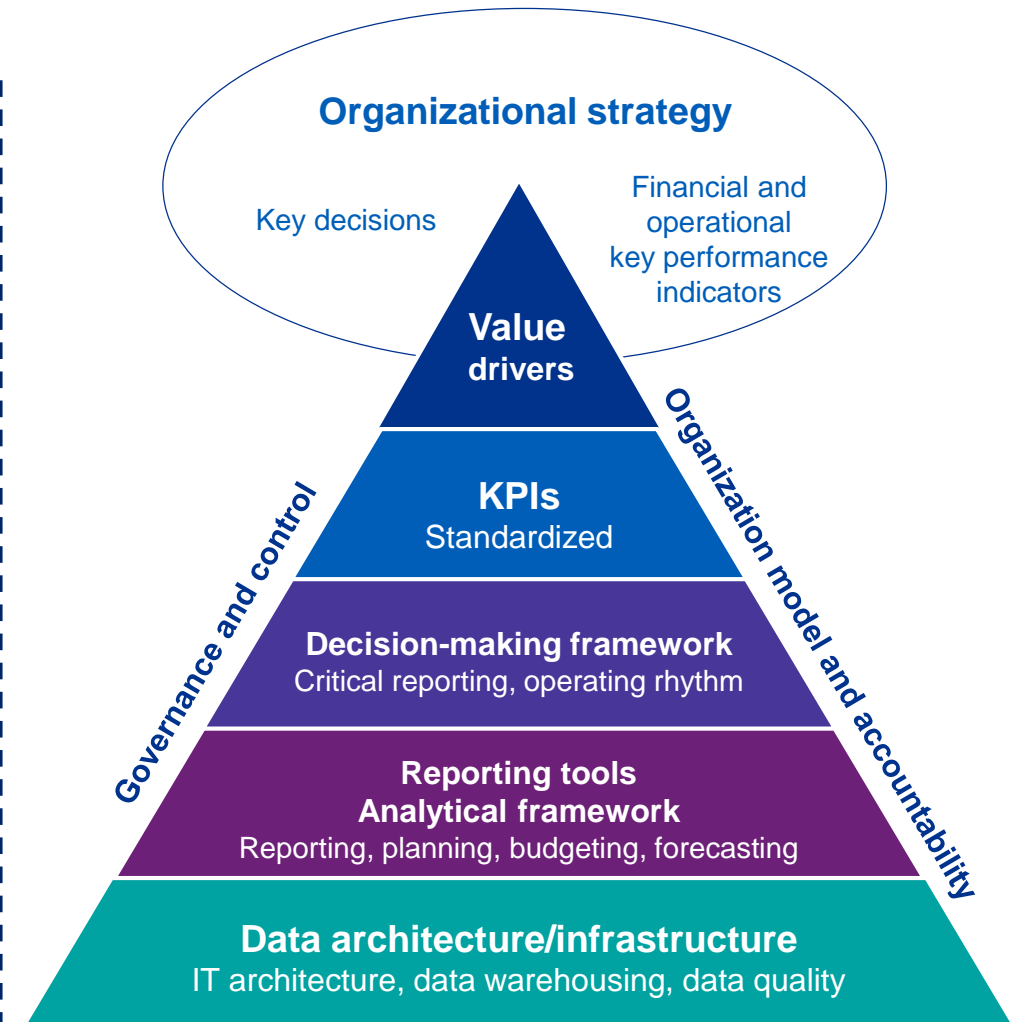 Organizational strategy
Key decisions
Financial and
operational
key performance
indicators
Value
drivers
KPIs
Standardized
Governance and control
Organization model and accountability
Decision-making framework
Critical reporting, operating rhythm
Reporting tools
Analytical framework
Reporting, planning, budgeting, forecasting
Data architecture/infrastructure
IT architecture, data warehousing, data quality